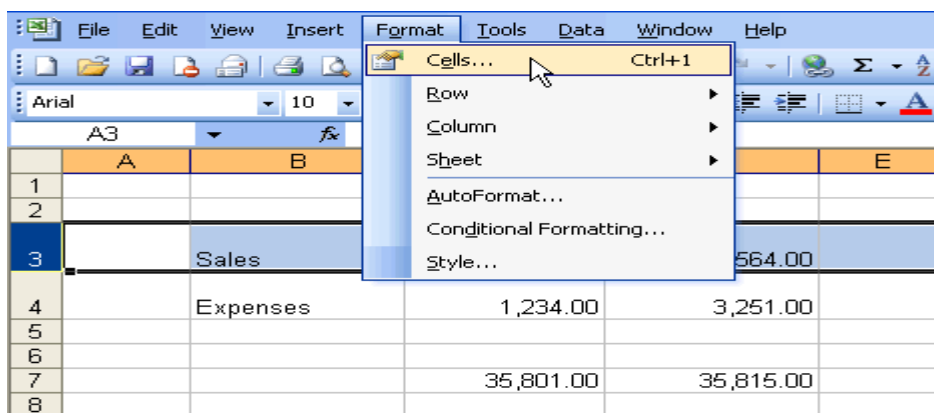 File Edit View Insert Format Tools Data Window Help
Cells... Ctrl+1
Arial 10
Row
A3 fx
Column
A B E
Sheet
1
AutoFormat...
2
Conditional Formatting...
3 Sales 564.00
Style...
4 Expenses 1,234.00 3,251.00
5
6
7 35,801.00 35,815.00
8